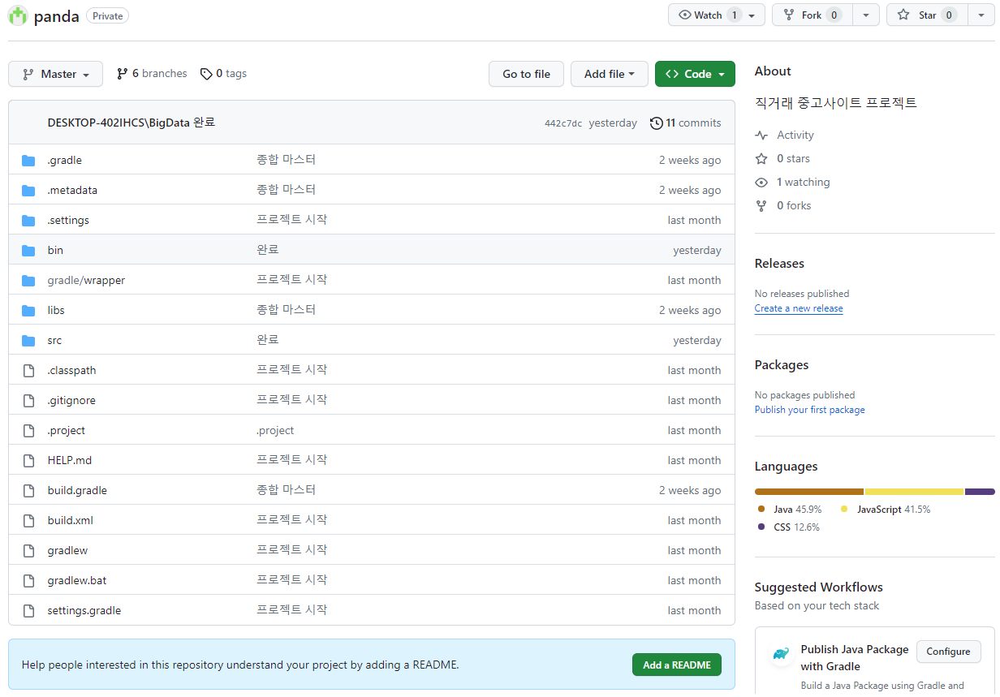 panda Private Watch 1 Fork 0 Star 0
Master 6 branches 0 tags Go to file Add file Code
DESKTOP-402IHCS\BigData 완료 442c7dc yesterday 11 commits
.gradle 종합 마스터 2 weeks ago
.metadata 종합 마스터 2 weeks ago
.settings 프로젝트 시작 last month
bin 완료 yesterday
gradle/wrapper 프로젝트 시작 last month
libs 종합 마스터 2 weeks ago
src 완료 yesterday
.classpath 프로젝트 시작 last month
.gitignore 프로젝트 시작 last month
.project .project last month
HELP.md 프로젝트 시작 last month
build.gradle 종합 마스터 2 weeks ago
build.xml 프로젝트 시작 last month
gradlew 프로젝트 시작 last month
gradlew.bat 프로젝트 시작 last month
settings.gradle 프로젝트 시작 last month
Help people interested in this repository understand your project by adding a README. Add a README
About
직거래 중고사이트 프로젝트
Activity
0 stars
1 watching
0 forks
Releases
No releases published
Create a new release
Packages
No packages published
Publish your first package
Languages
Java 45.9% JavaScript 41.5%
CSS 12.6%
Suggested Workflows
Based on your tech stack
Publish Java Package Configure
with Gradle
Build a Java Package using Gradle and